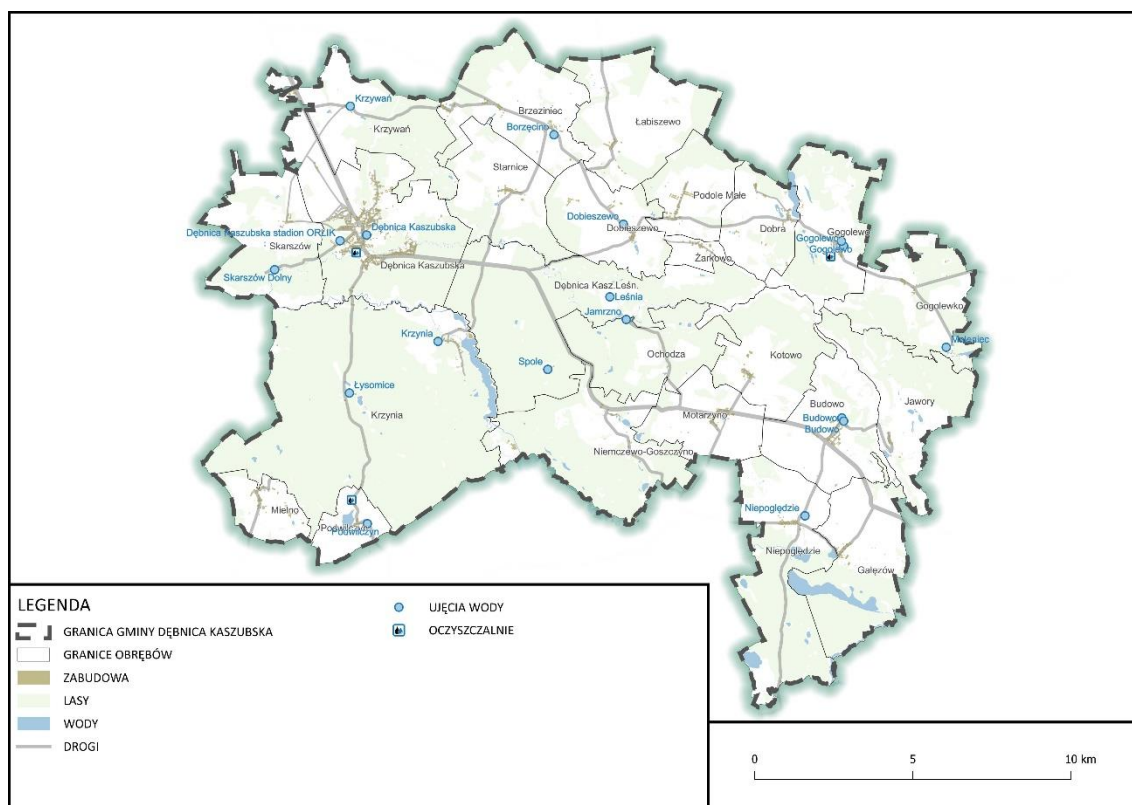 Krzywań
Krzywań
Brzeziniec
Borzęcino
Łabiszewo
Starnice
Podole Małe
Dobieszewo
Dobieszewo
Dobra
Gogolewo
Gogolewo
Gogolewo
Żarkowo
Dębnica Kaszubska
Dębnica Kaszubska stadion ORLIK
Skarszów
Dębnica Kaszubska
Skarszów Dolny
Dębnica Kasz.Leśn.
Leśnia
Gogolewko
Jamrzno
Krzynia
Ochodza
Kotowo
Spole
Łysomice
Krzynia
Budowo
Jawory
Motarzyno
Budowo
Budowo
Niemczewo-Goszczyno
Mielno
Niepoględzie
Podwilczyn
Podwilczyn
Niepoględzie
Gałęzów
LEGENDA
GRANICA GMINY DĘBNICA KASZUBSKA
GRANICE OBRĘBÓW
ZABUDOWA
LASY
WODY
DROGI
UJĘCIA WODY
OCZYSZCZALNIE
0 5 10 km